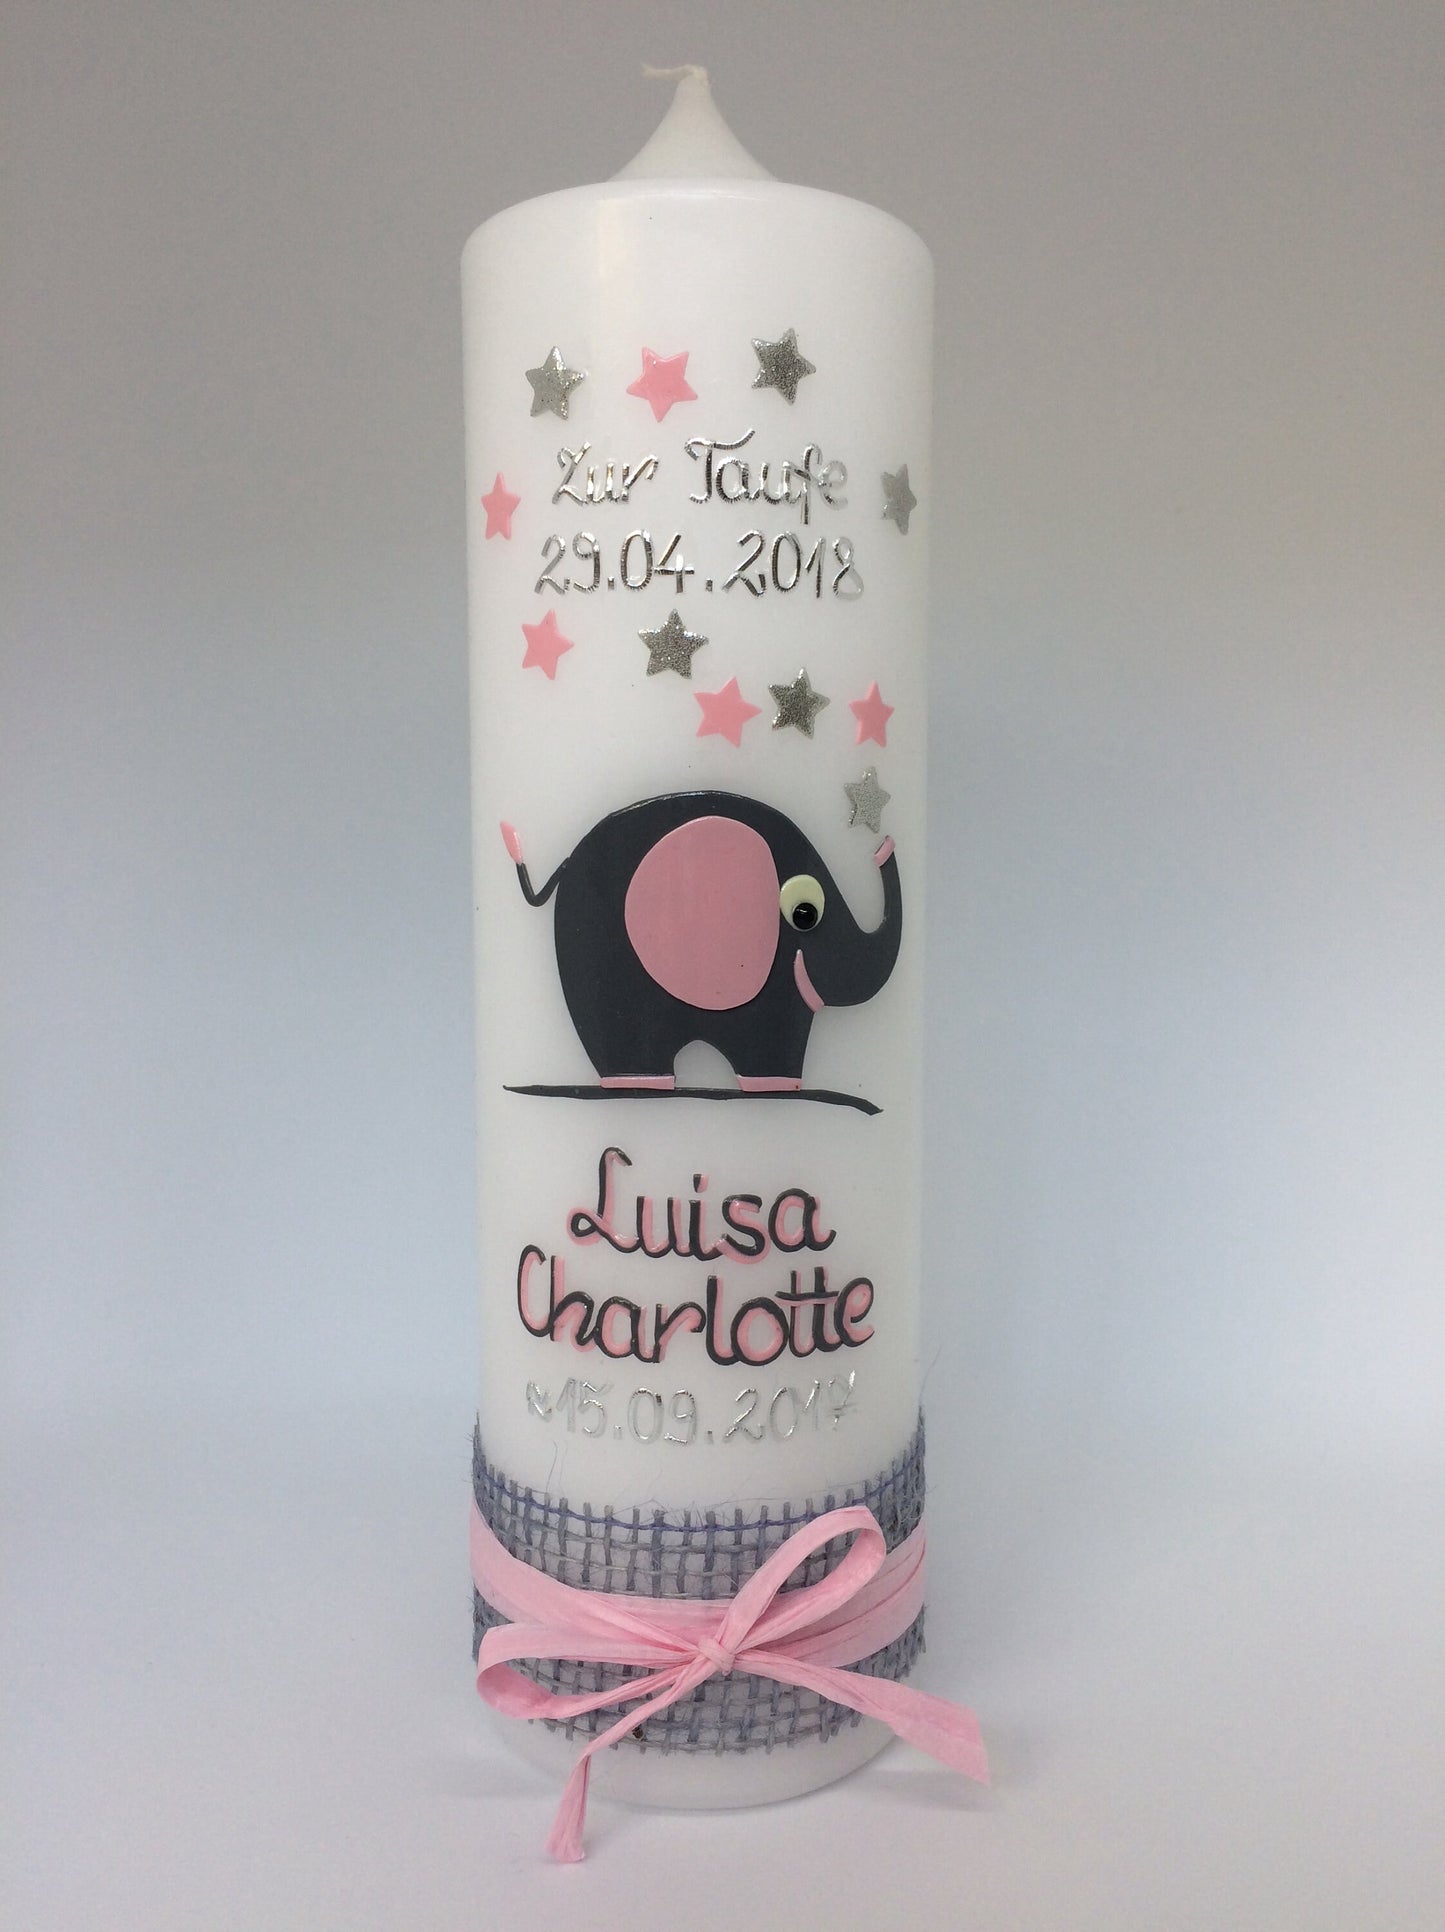 Zur Taufe
29.04.2018
Luisa
Charlotte
~15.09.2017